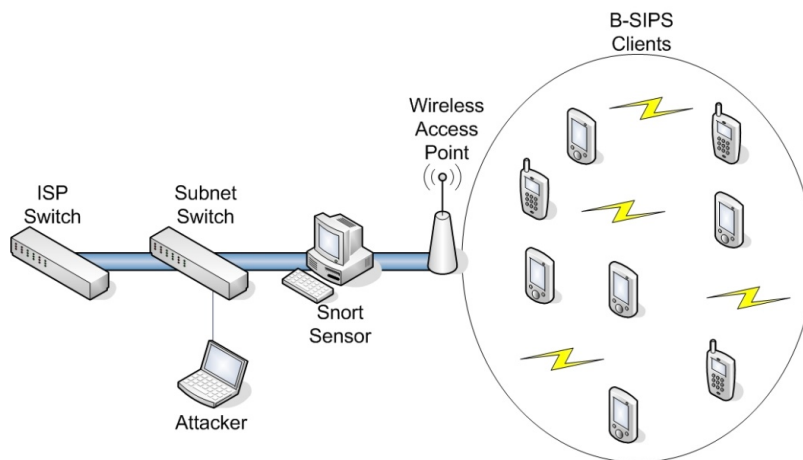 B-SIPS
Clients
Wireless
Access
Point
ISP
Switch
Subnet
Switch
Snort
Sensor
Attacker